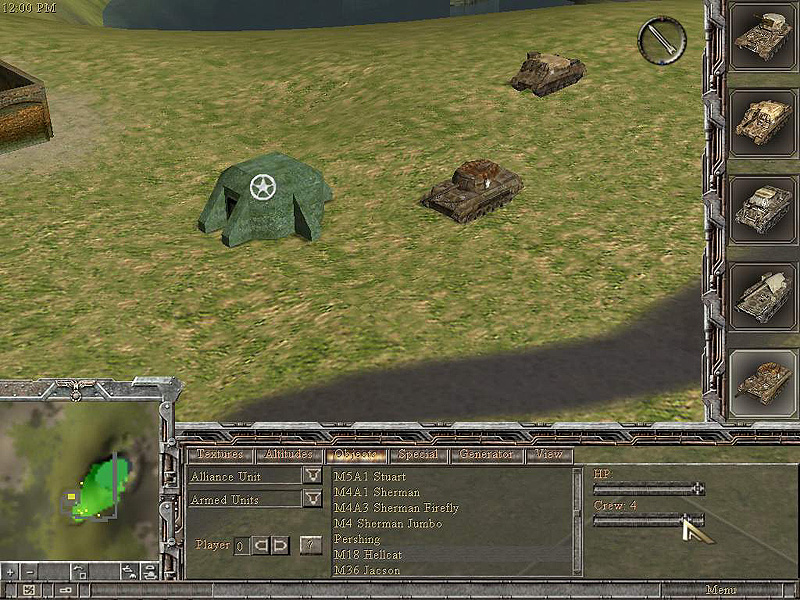 12:00 PM
Textures Altitudes Objects Special Generator View
Alliance Unit
Armed Units
Player 0 ?
M5A1 Stuart
M4A1 Sherman
M4A3 Sherman Firefly
M4 Sherman Jumbo
Pershing
M18 Hellcat
M36 Jacson
HP
Crew: 4
+ -
Menu